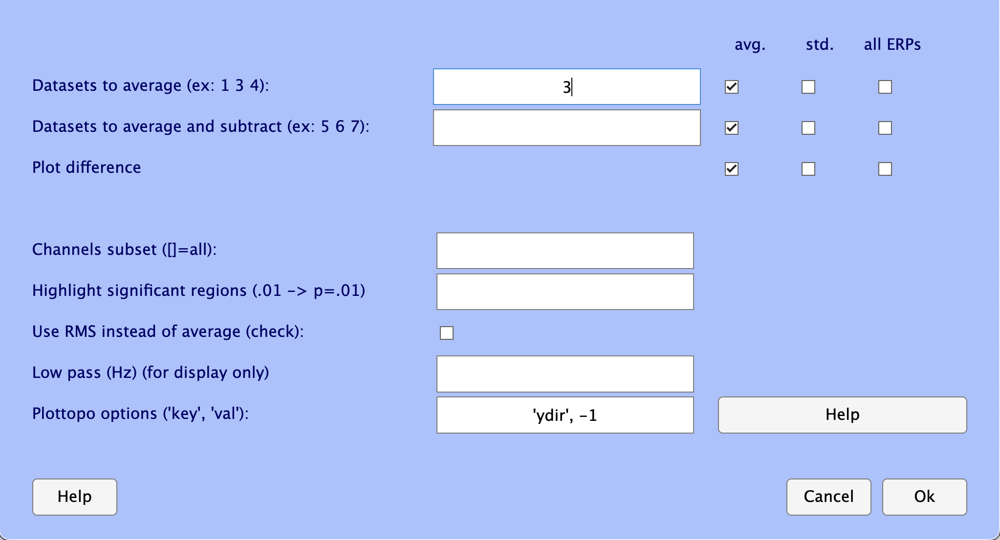 avg. std. all ERPs
Datasets to average (ex: 1 3 4): 3
Datasets to average and subtract (ex: 5 6 7):
Plot difference
Channels subset ([]=all):
Highlight significant regions (.01 -> p=.01)
Use RMS instead of average (check):
Low pass (Hz) (for display only)
Plottopo options ('key', 'val'): 'ydir', -1 Help
Help Cancel Ok